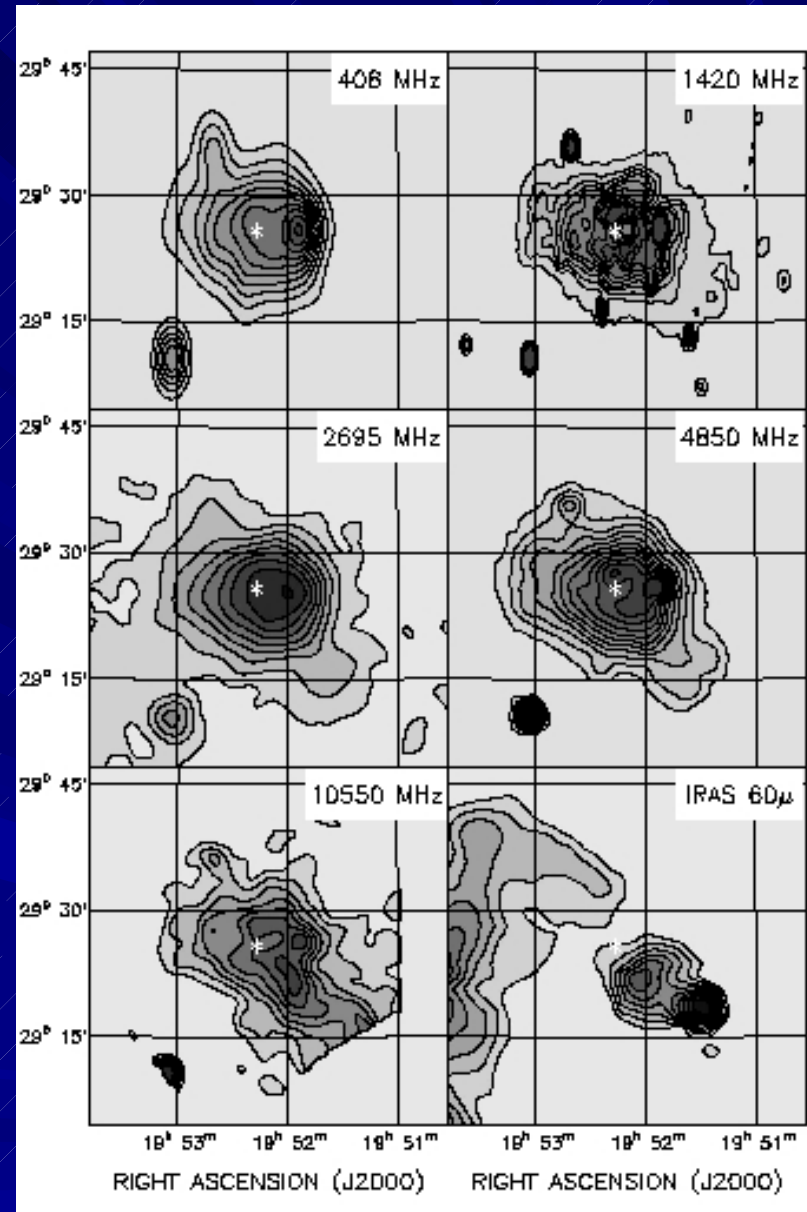 408 MHz
1420 MHz
29° 45'
29° 30'
29° 15'
2695 MHz
4850 MHz
29° 45'
29° 30'
29° 15'
10550 MHz
IRAS 60μ
29° 45'
29° 30'
29° 15'
19ʰ 53ᵐ 19ʰ 52ᵐ 19ʰ 51ᵐ 19ʰ 53ᵐ 19ʰ 52ᵐ 19ʰ 51ᵐ
RIGHT ASCENSION (J2000) RIGHT ASCENSION (J2000)